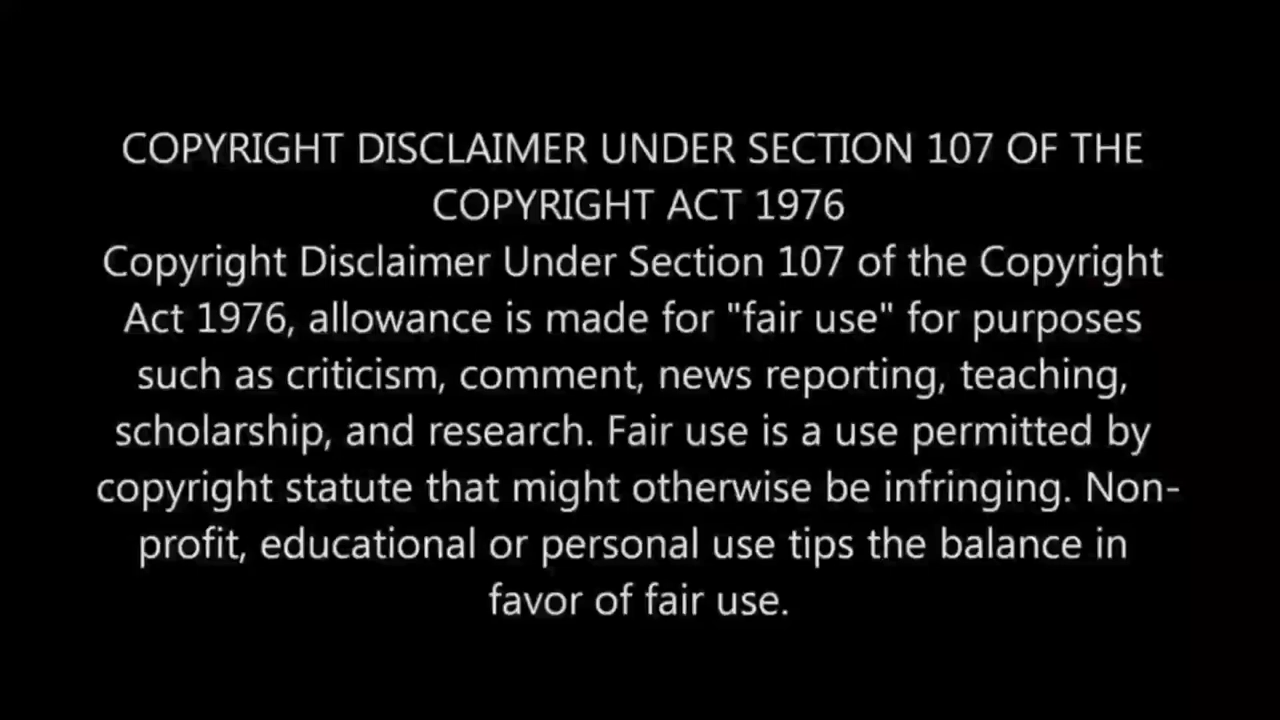 COPYRIGHT DISCLAIMER UNDER SECTION 107 OF THE
COPYRIGHT ACT 1976
Copyright Disclaimer Under Section 107 of the Copyright
Act 1976, allowance is made for "fair use" for purposes
such as criticism, comment, news reporting, teaching,
scholarship, and research. Fair use is a use permitted by
copyright statute that might otherwise be infringing. Non-
profit, educational or personal use tips the balance in
favor of fair use.